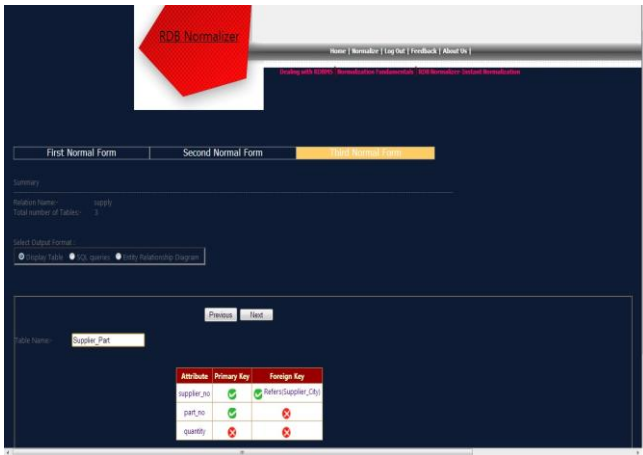 RDB Normalizer
Home | Normalize | Log Out | Feedback | About Us |
Dealing with RDBMS | Normalization Fundamentals | RDB Normalizer-Instant Normalization
First Normal Form Second Normal Form Third Normal Form
Summary
Relation Name:- supply
Total number of Tables:- 3
Select Output Format :
Display Table SQL queries Entity Relationship Diagram
Previous Next
Table Name:- Supplier_Part
Attribute Primary Key Foreign Key
supplier_no Refers(Supplier_City)
part_no
quantity